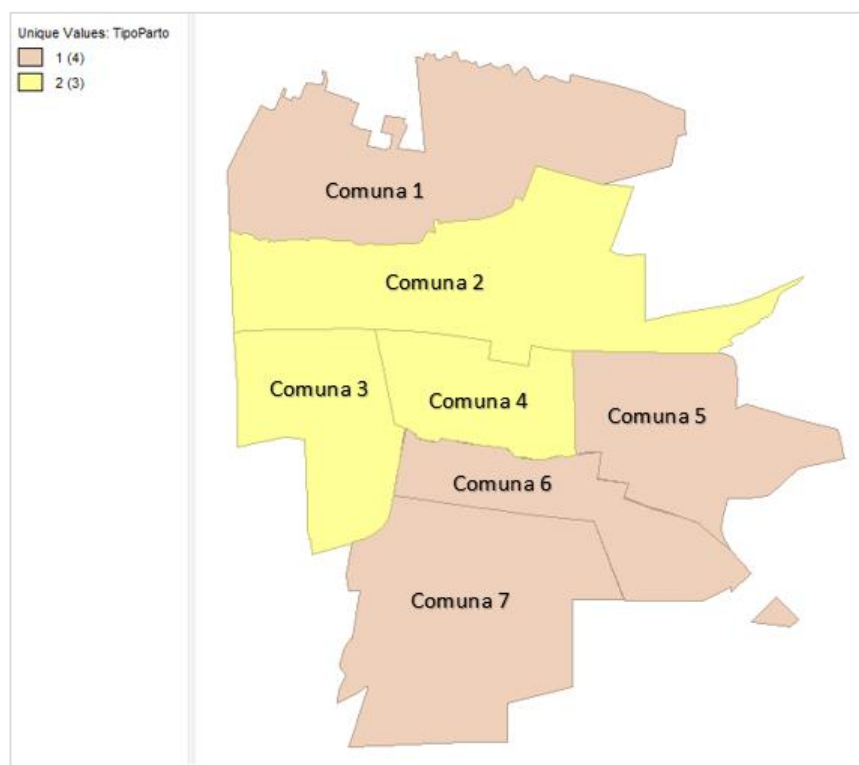 Unique Values: TipoParto
1 (4)
2 (3)
Comuna 1
Comuna 2
Comuna 3
Comuna 4
Comuna 5
Comuna 6
Comuna 7